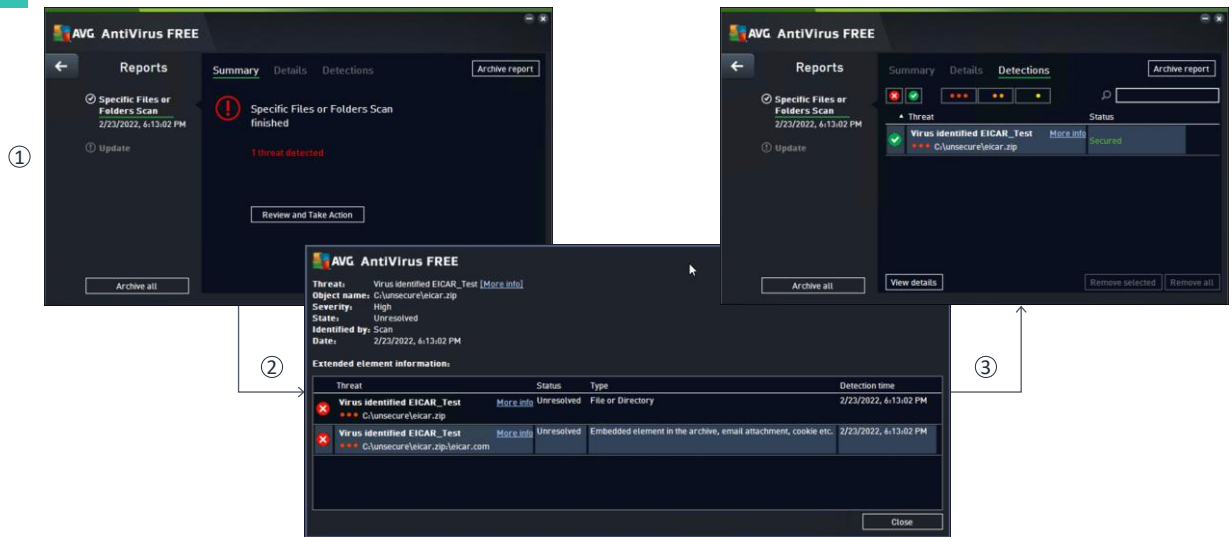 ①
AVG AntiVirus FREE
Reports
Specific Files or
Folders Scan
2/23/2022, 6:13:02 PM
Update
Archive all
Summary Details Detections
Archive report
Specific Files or Folders Scan
finished
1 threat detected
Review and Take Action
②
AVG AntiVirus FREE
Threat: Virus identified EICAR_Test [More info]
Object name: C:\unsecure\eicar.zip
Severity: High
State: Unresolved
Identified by: Scan
Date: 2/23/2022, 6:13:02 PM
Extended element information:
Threat Status Type Detection time
Virus identified EICAR_Test More info Unresolved File or Directory 2/23/2022, 6:13:02 PM
C:\unsecure\eicar.zip
Virus identified EICAR_Test More info Unresolved Embedded element in the archive, email attachment, cookie etc. 2/23/2022, 6:13:02 PM
C:\unsecure\eicar.zip:\eicar.com
Close
③
AVG AntiVirus FREE
Reports
Specific Files or
Folders Scan
2/23/2022, 6:13:02 PM
Update
Archive all
Summary Details Detections
Archive report
Threat Status
Virus identified EICAR_Test More info Secured
C:\unsecure\eicar.zip
View details
Remove selected Remove all